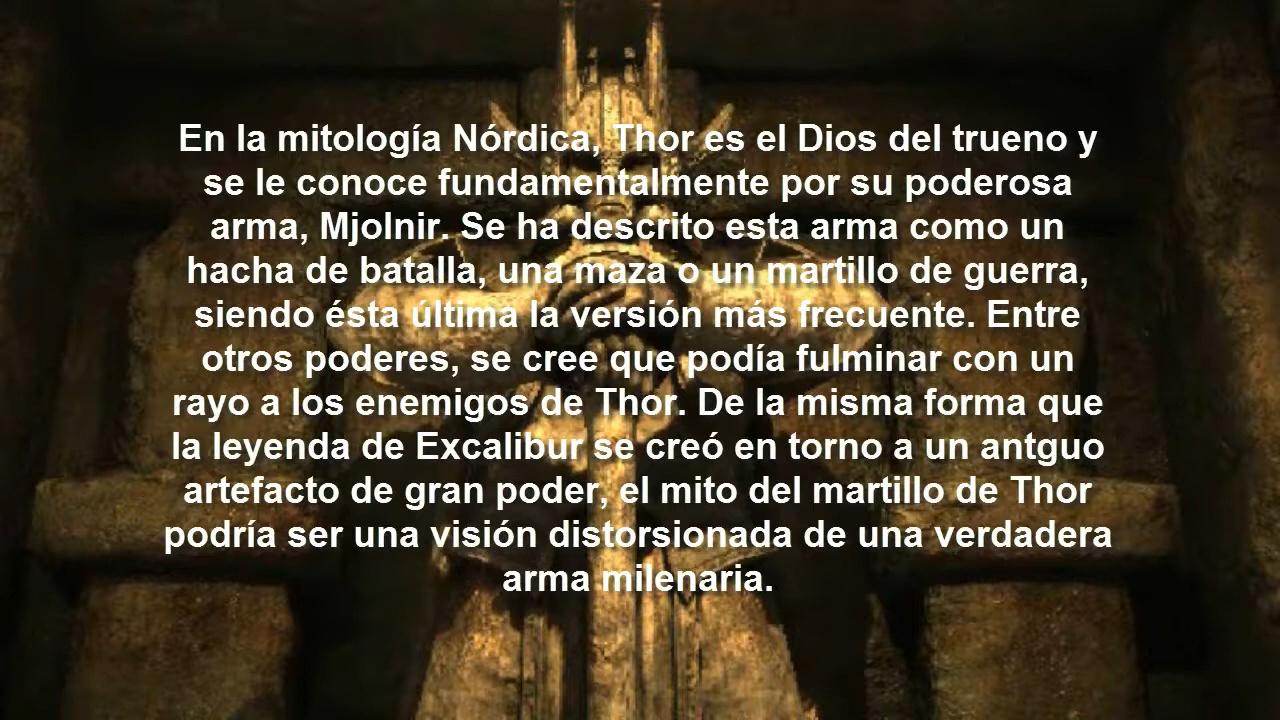 En la mitología Nórdica, Thor es el Dios del trueno y
se le conoce fundamentalmente por su poderosa
arma, Mjolnir. Se ha descrito esta arma como un
hacha de batalla, una maza o un martillo de guerra,
siendo ésta última la versión más frecuente. Entre
otros poderes, se cree que podía fulminar con un
rayo a los enemigos de Thor. De la misma forma que
la leyenda de Excalibur se creó en torno a un antguo
artefacto de gran poder, el mito del martillo de Thor
podría ser una visión distorsionada de una verdadera
arma milenaria.